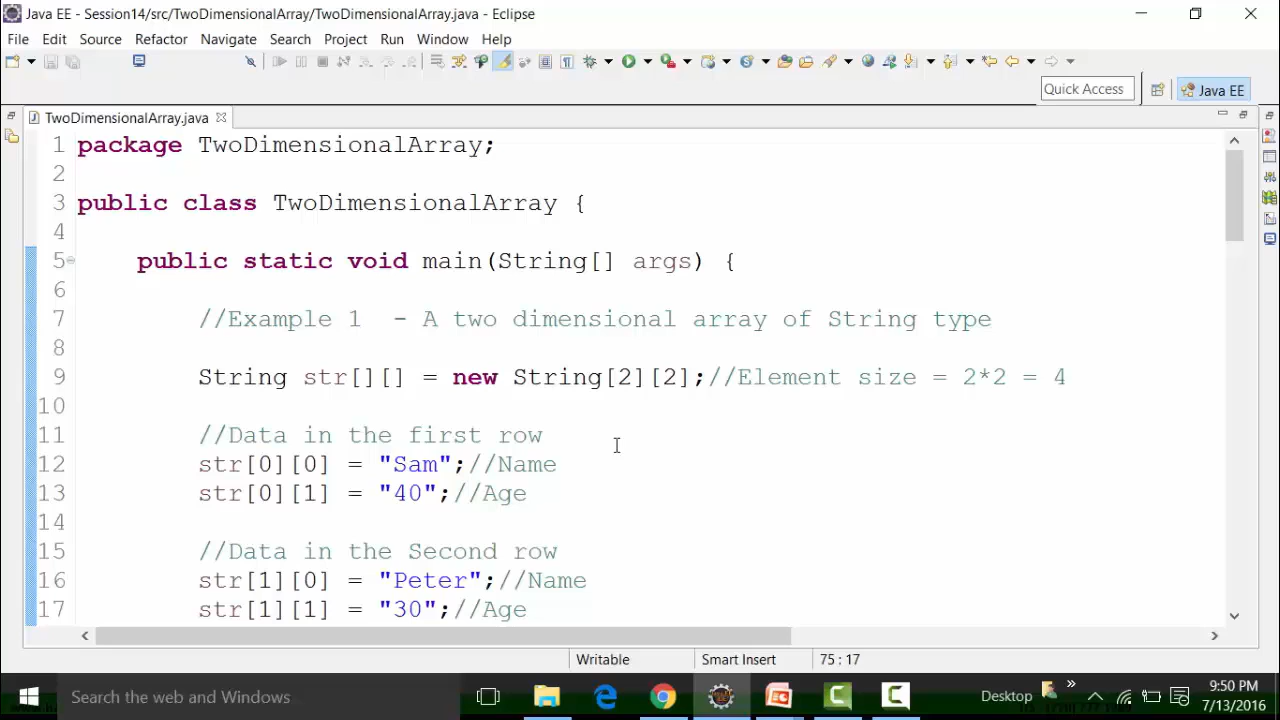 Java EE - Session14/src/TwoDimensionalArray/TwoDimensionalArray.java - Eclipse
File Edit Source Refactor Navigate Search Project Run Window Help
Quick Access Java EE
TwoDimensionalArray.java
1 package TwoDimensionalArray;
2
3 public class TwoDimensionalArray {
4
5 public static void main(String[] args) {
6
7 //Example 1 - A two dimensional array of String type
8
9 String str[][] = new String[2][2];//Element size = 2*2 = 4
10
11 //Data in the first row
12 str[0][0] = "Sam";//Name
13 str[0][1] = "40";//Age
14
15 //Data in the Second row
16 str[1][0] = "Peter";//Name
17 str[1][1] = "30";//Age
Writable Smart Insert 75 : 17
Search the web and Windows
Desktop
9:50 PM
7/13/2016